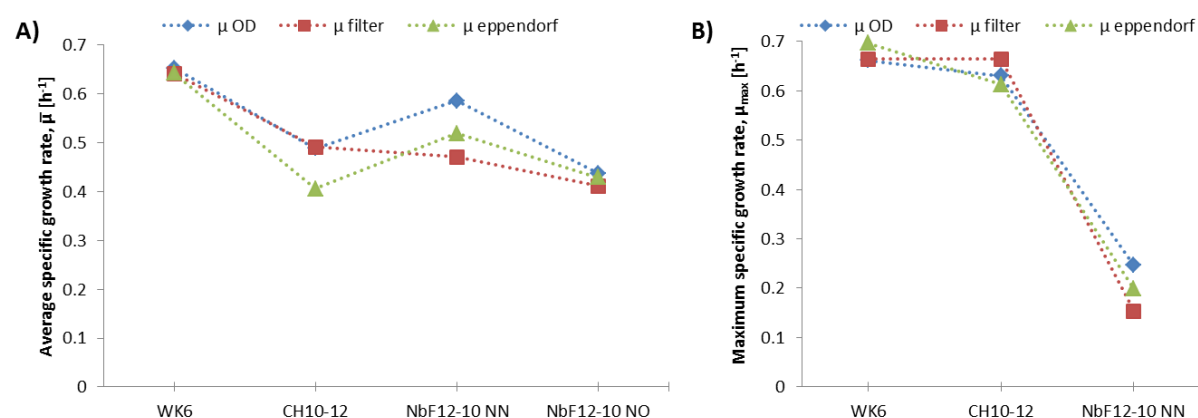 A)
μ OD μ filter μ eppendorf
Average specific growth rate, μ̅ [h⁻¹]
0.7
0.6
0.5
0.4
0.3
0.2
0.1
0
WK6 CH10-12 NbF12-10 NN NbF12-10 NO
B)
μ OD μ filter μ eppendorf
Maximum specific growth rate, μmax [h⁻¹]
0.7
0.6
0.5
0.4
0.3
0.2
0.1
0
WK6 CH10-12 NbF12-10 NN